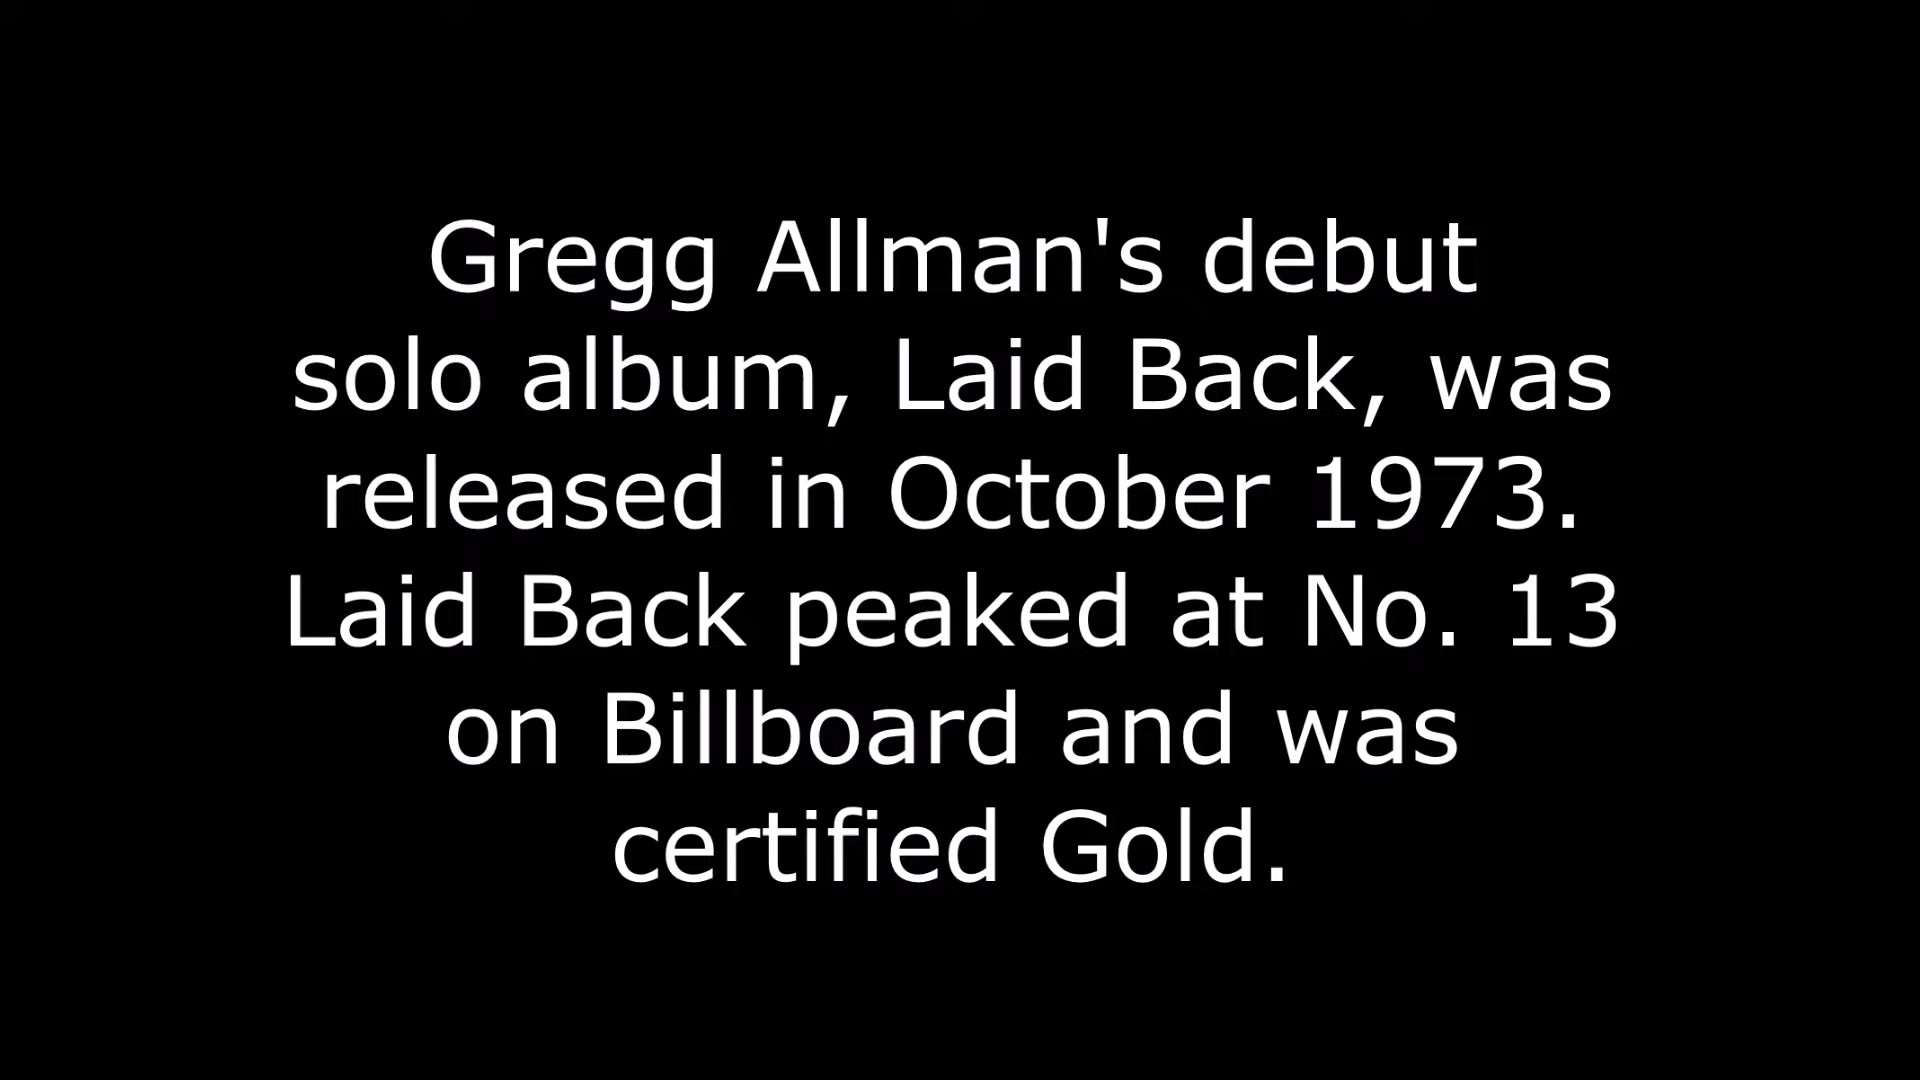 Gregg Allman's debut
solo album, Laid Back, was
released in October 1973.
Laid Back peaked at No. 13
on Billboard and was
certified Gold.